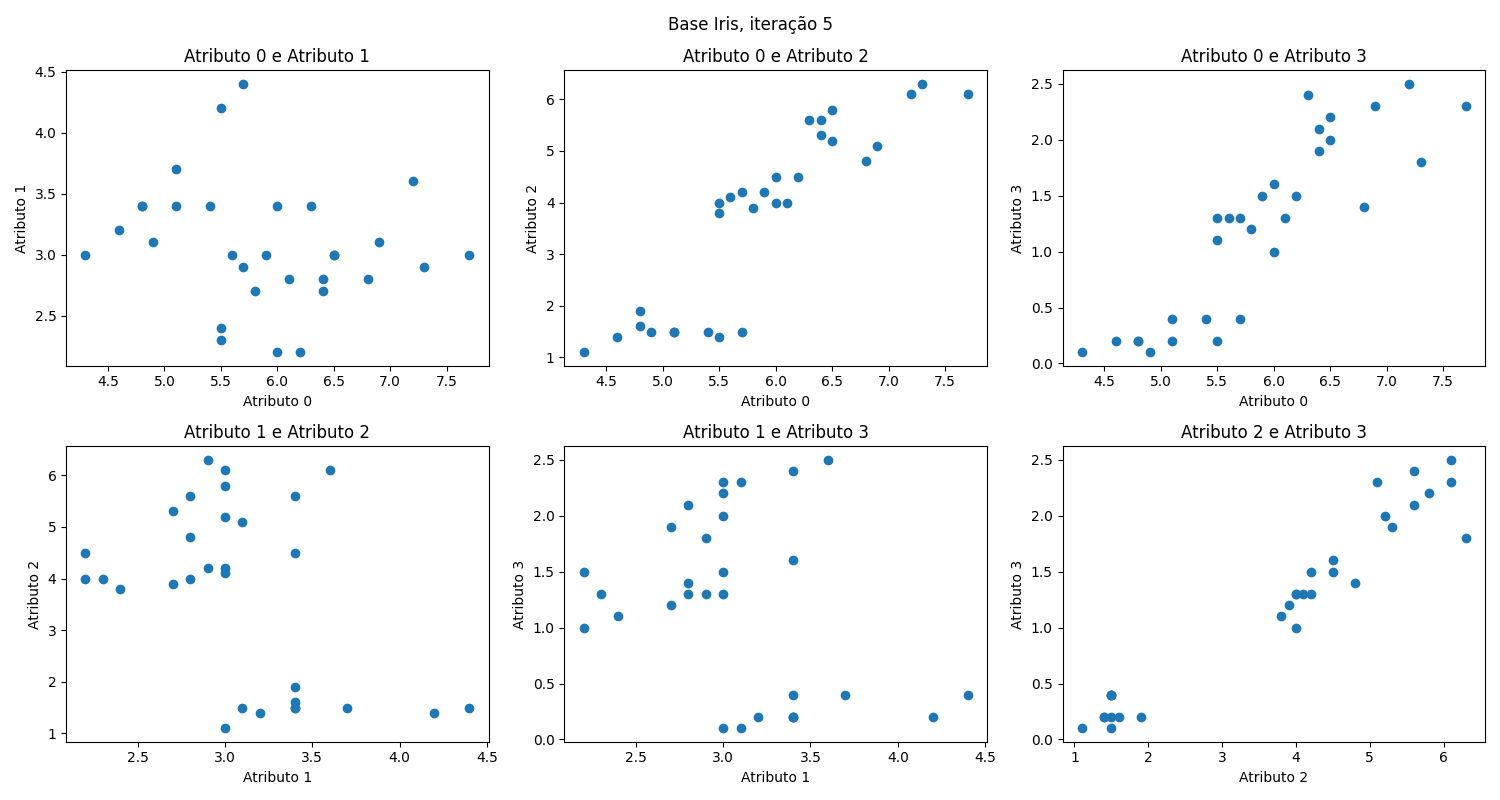 Base Iris, iteração 5
Atributo 0 e Atributo 1
4.5
4.0
3.5
3.0
2.5
Atributo 1
4.5 5.0 5.5 6.0 6.5 7.0 7.5
Atributo 0
Atributo 0 e Atributo 2
6
5
4
3
2
1
Atributo 2
4.5 5.0 5.5 6.0 6.5 7.0 7.5
Atributo 0
Atributo 0 e Atributo 3
2.5
2.0
1.5
1.0
0.5
0.0
Atributo 3
4.5 5.0 5.5 6.0 6.5 7.0 7.5
Atributo 0
Atributo 1 e Atributo 2
6
5
4
3
2
1
Atributo 2
2.5 3.0 3.5 4.0 4.5
Atributo 1
Atributo 1 e Atributo 3
2.5
2.0
1.5
1.0
0.5
0.0
Atributo 3
2.5 3.0 3.5 4.0 4.5
Atributo 1
Atributo 2 e Atributo 3
2.5
2.0
1.5
1.0
0.5
0.0
Atributo 3
1 2 3 4 5 6
Atributo 2